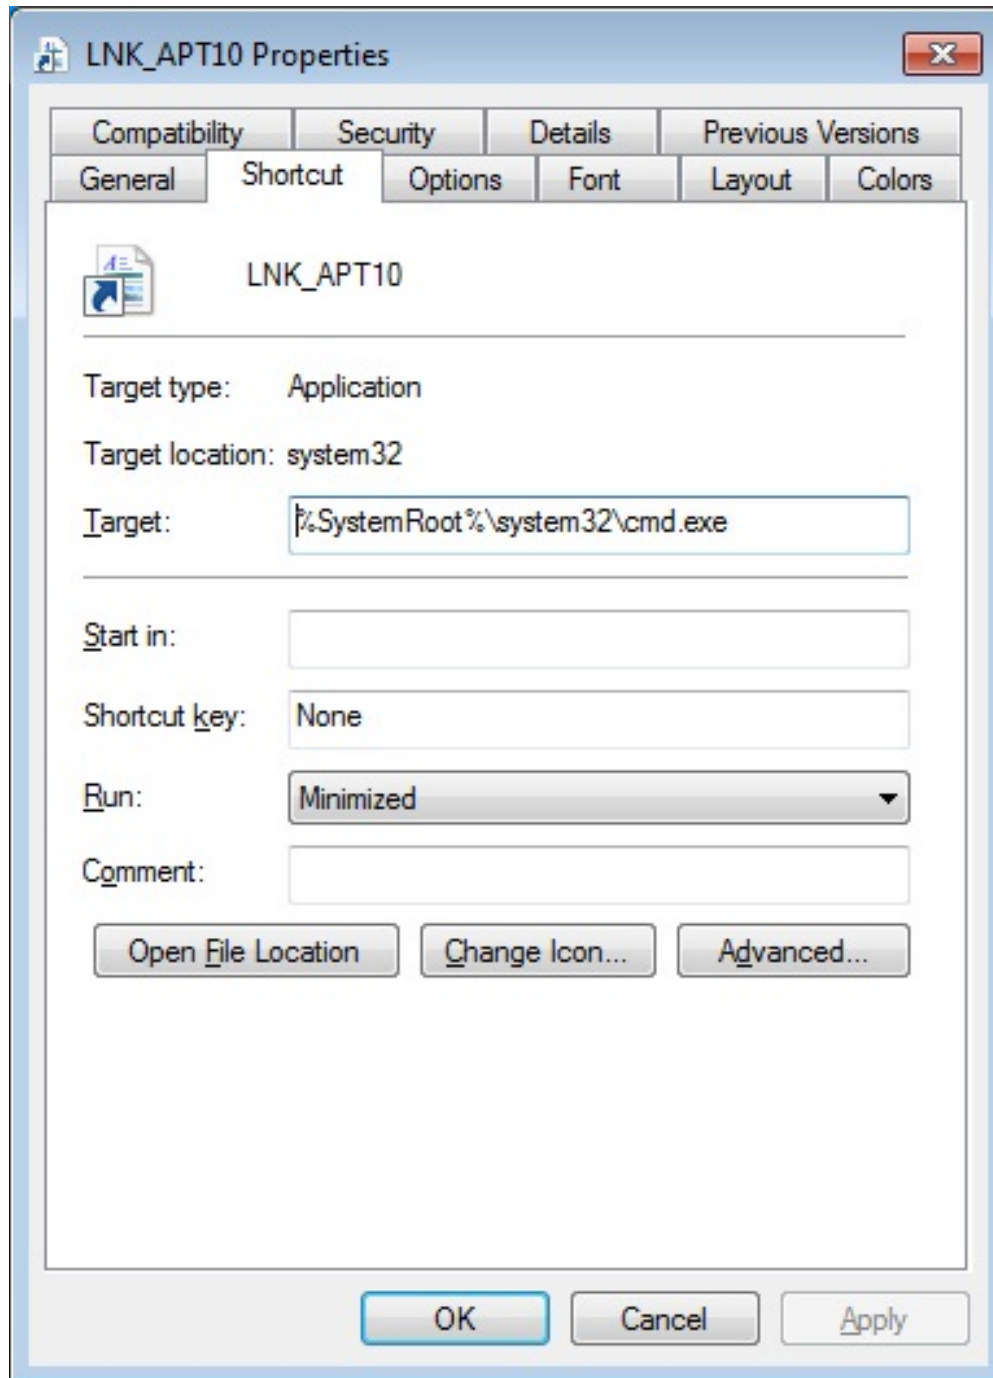 LNK_APT10 Properties
Compatibility Security Details Previous Versions
General Shortcut Options Font Layout Colors
LNK_APT10
Target type: Application
Target location: system32
Target: %SystemRoot%\system32\cmd.exe
Start in:
Shortcut key: None
Run: Minimized
Comment:
Open File Location Change Icon... Advanced...
OK Cancel Apply